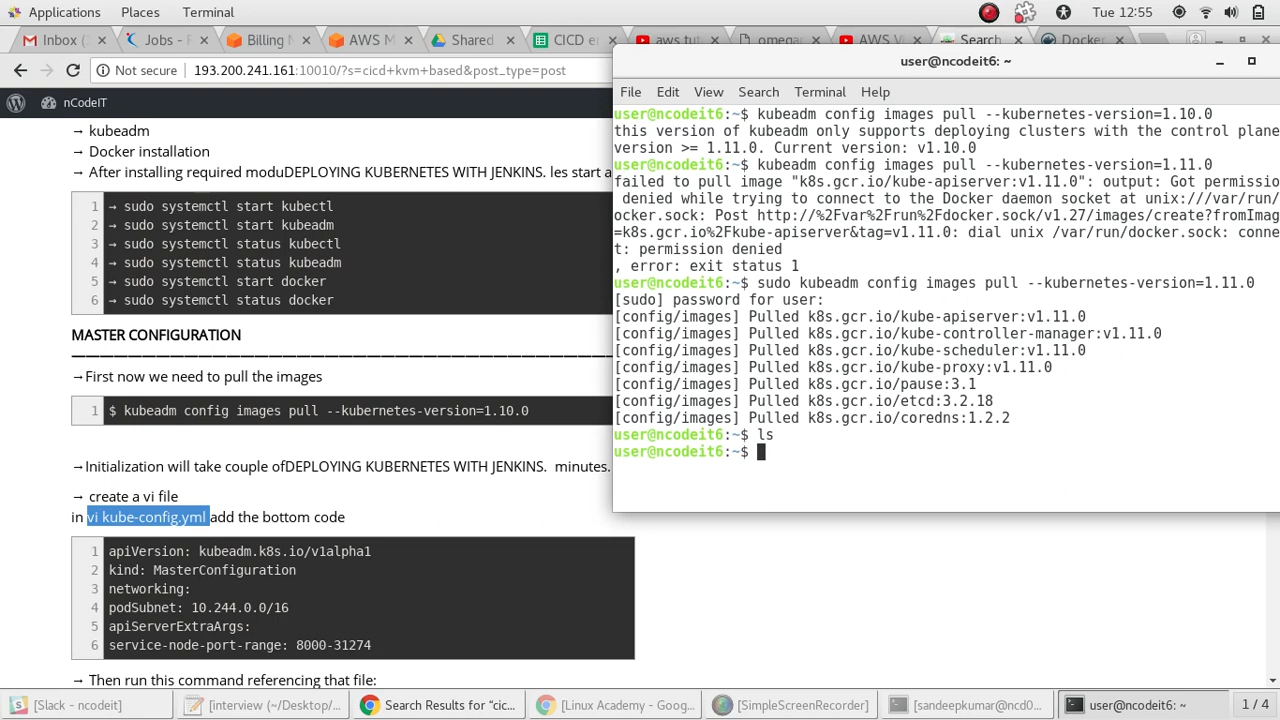 Applications Places Terminal Tue 12:55
Inbox ( Jobs - F Billing AWS M Shared CICD e aws tut omega AWS Vi Search Docker
Not secure 193.200.241.161:10010/?s=cicd+kvm+based&post_type=post
nCodeIT
→ kubeadm
→ Docker installation
→ After installing required moduDEPLOYING KUBERNETES WITH JENKINS. les start a
1 → sudo systemctl start kubectl
2 → sudo systemctl start kubeadm
3 → sudo systemctl status kubectl
4 → sudo systemctl status kubeadm
5 → sudo systemctl start docker
6 → sudo systemctl status docker
MASTER CONFIGURATION
→First now we need to pull the images
1 $ kubeadm config images pull --kubernetes-version=1.10.0
→Initialization will take couple ofDEPLOYING KUBERNETES WITH JENKINS. minutes.
→ create a vi file
in vi kube-config.yml add the bottom code
1 apiVersion: kubeadm.k8s.io/v1alpha1
2 kind: MasterConfiguration
3 networking:
4 podSubnet: 10.244.0.0/16
5 apiServerExtraArgs:
6 service-node-port-range: 8000-31274
→ Then run this command referencing that file:
user@ncodeit6: ~
File Edit View Search Terminal Help
user@ncodeit6:~$ kubeadm config images pull --kubernetes-version=1.10.0
this version of kubeadm only supports deploying clusters with the control plane
version >= 1.11.0. Current version: v1.10.0
user@ncodeit6:~$ kubeadm config images pull --kubernetes-version=1.11.0
failed to pull image "k8s.gcr.io/kube-apiserver:v1.11.0": output: Got permissio
denied while trying to connect to the Docker daemon socket at unix:///var/run/
ocker.sock: Post http://%2Fvar%2Frun%2Fdocker.sock/v1.27/images/create?fromImag
=k8s.gcr.io%2Fkube-apiserver&tag=v1.11.0: dial unix /var/run/docker.sock: conne
t: permission denied
, error: exit status 1
user@ncodeit6:~$ sudo kubeadm config images pull --kubernetes-version=1.11.0
[sudo] password for user:
[config/images] Pulled k8s.gcr.io/kube-apiserver:v1.11.0
[config/images] Pulled k8s.gcr.io/kube-controller-manager:v1.11.0
[config/images] Pulled k8s.gcr.io/kube-scheduler:v1.11.0
[config/images] Pulled k8s.gcr.io/kube-proxy:v1.11.0
[config/images] Pulled k8s.gcr.io/pause:3.1
[config/images] Pulled k8s.gcr.io/etcd:3.2.18
[config/images] Pulled k8s.gcr.io/coredns:1.2.2
user@ncodeit6:~$ ls
user@ncodeit6:~$
[Slack - ncodeit] [interview (~/Desktop/... Search Results for “cic... [Linux Academy - Goog... [SimpleScreenRecorder] [sandeepkumar@ncd0... user@ncodeit6: ~ 1 / 4